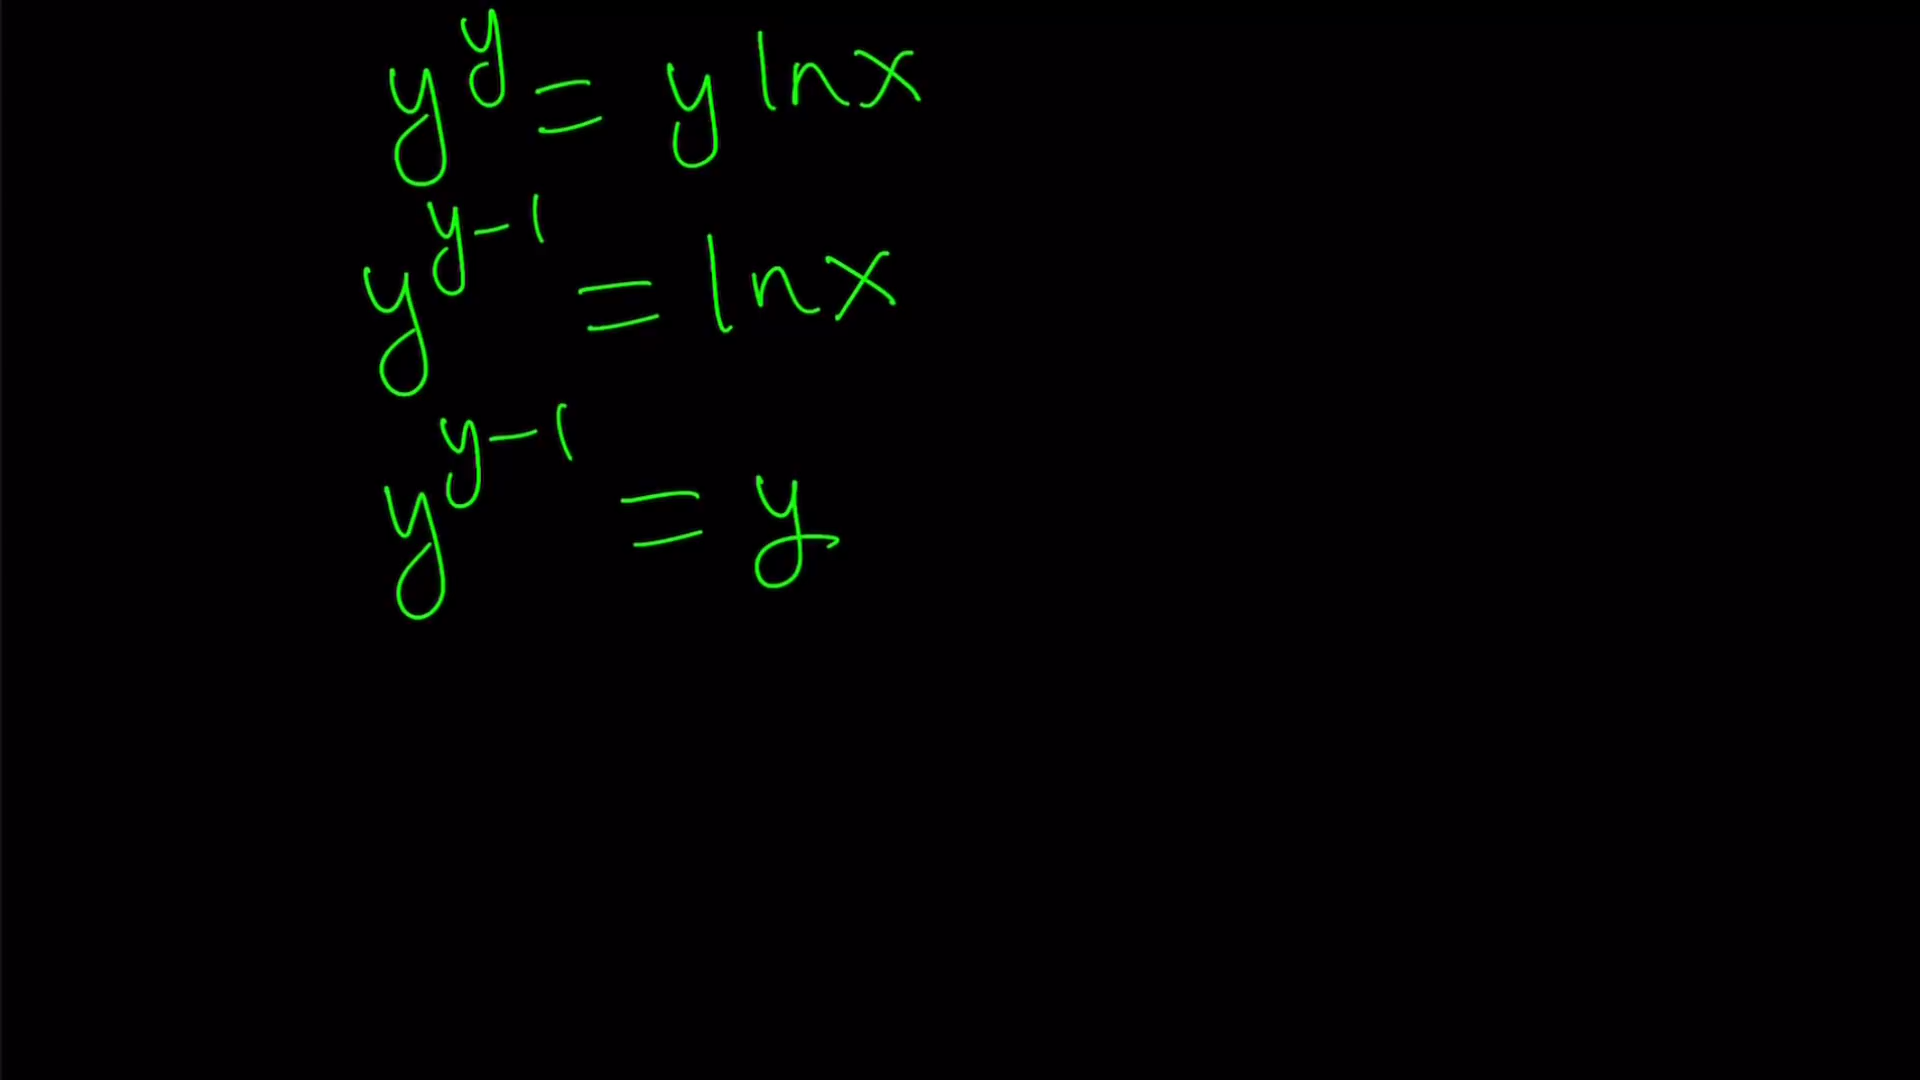 y^y = y ln x
y^{y-1} = ln x
y^{y-1} = y